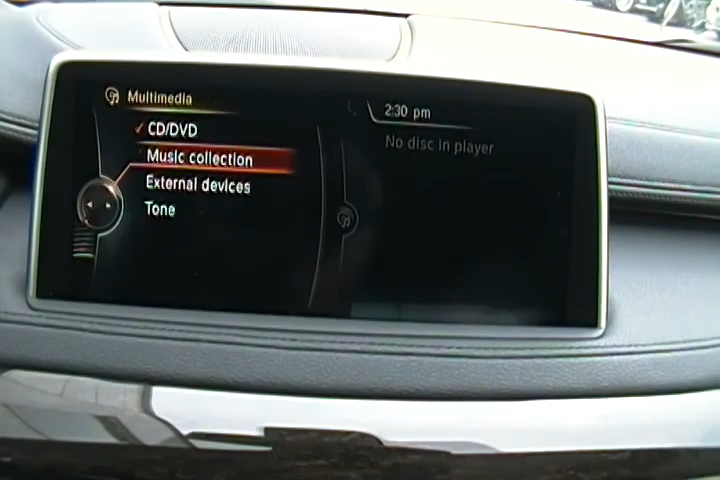 Multimedia
CD/DVD
Music collection
External devices
Tone
2:30 pm
No disc in player